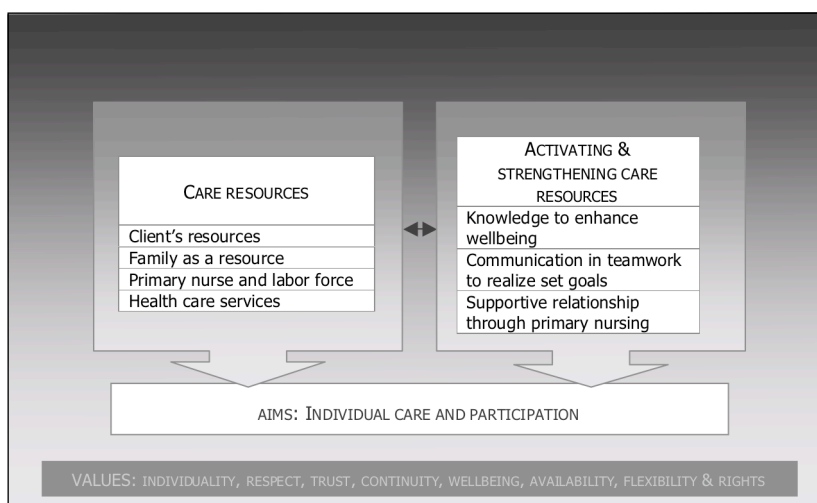 CARE RESOURCES
Client's resources
Family as a resource
Primary nurse and labor force
Health care services
ACTIVATING &
STRENGTHENING CARE
RESOURCES
Knowledge to enhance
wellbeing
Communication in teamwork
to realize set goals
Supportive relationship
through primary nursing
AIMS: INDIVIDUAL CARE AND PARTICIPATION
VALUES: INDIVIDUALITY, RESPECT, TRUST, CONTINUITY, WELLBEING, AVAILABILITY, FLEXIBILITY & RIGHTS